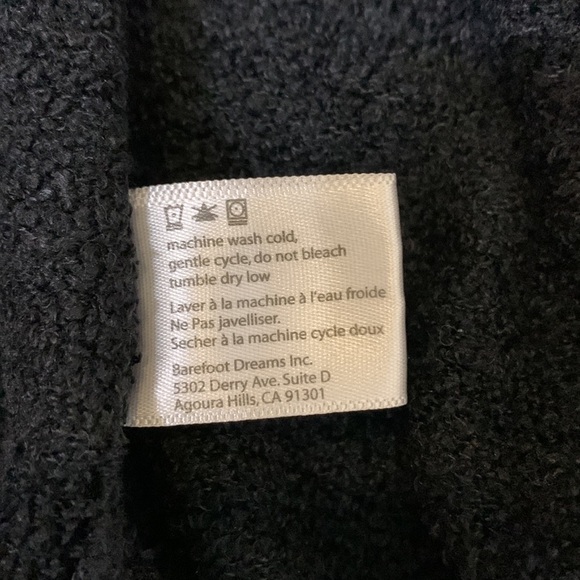 machine wash cold,
gentle cycle, do not bleach
tumble dry low
Laver à la machine à l'eau froide
Ne Pas javelliser.
Secher à la machine cycle doux
Barefoot Dreams Inc.
5302 Derry Ave. Suite D
Agoura Hills, CA 91301